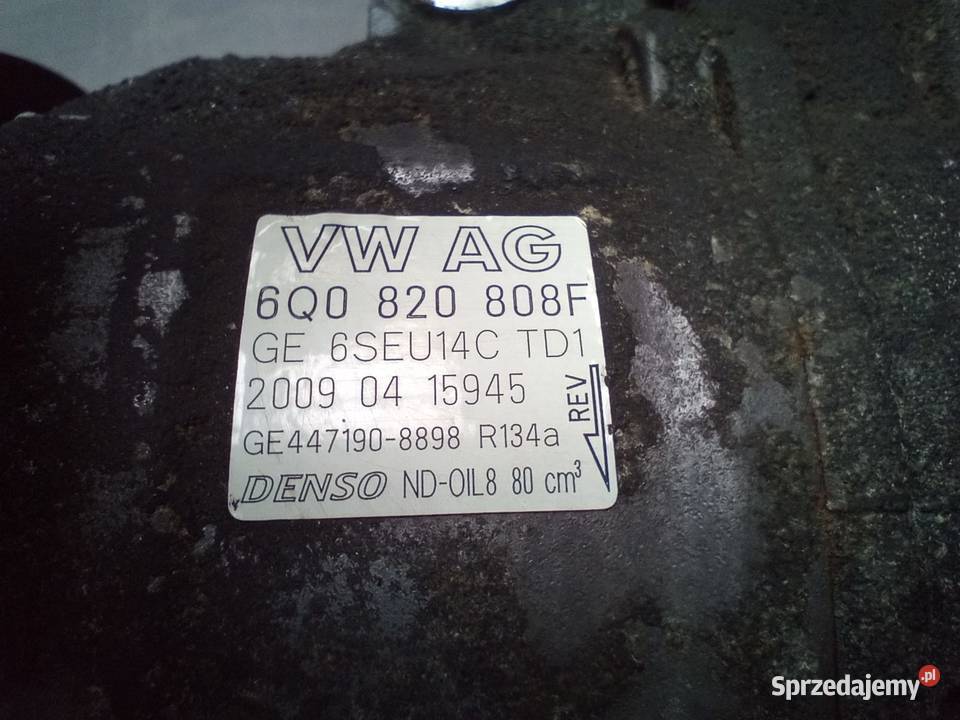 VW AG
6Q0 820 808F
GE 6SEU14C TD1
2009 04 15945
GE447190-8898 R134a
DENSO ND-OIL8 80 cm³
REV
Sprzedajemy.pl